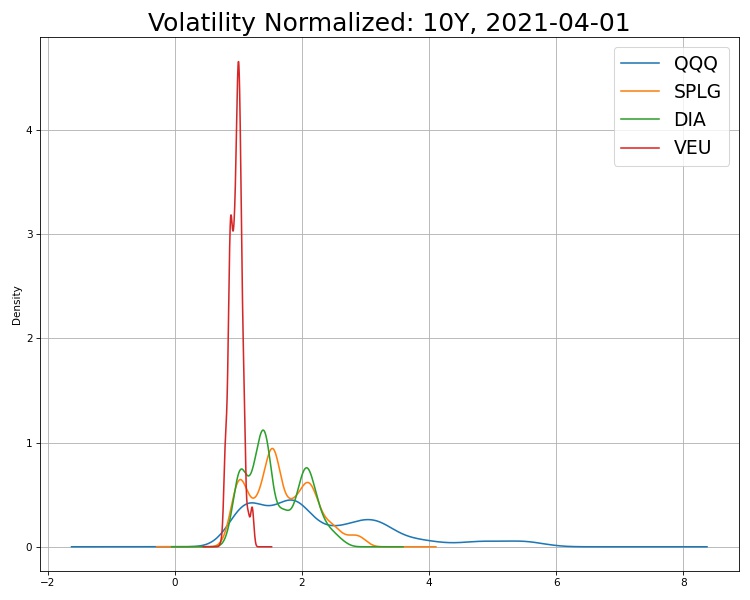 Volatility Normalized: 10Y, 2021-04-01
QQQ
SPLG
DIA
VEU
Density
4
3
2
1
0
−2
0
2
4
6
8